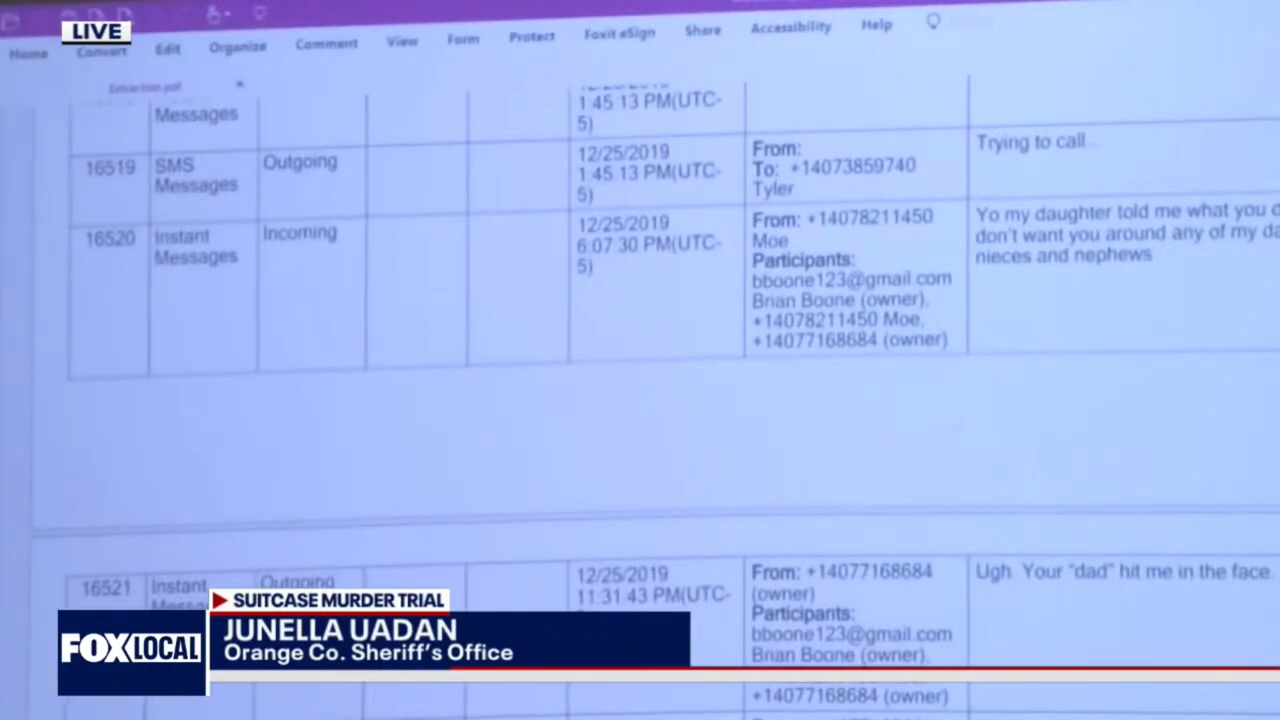 LIVE
Home Convert Edit Organize Comment View Form Protect Foxit eSign Share Accessibility Help
Extraction.pdf
Messages
1 45 13 PM(UTC-
5)
16519 SMS
Messages
Outgoing
12/25/2019
1 45 13 PM(UTC-
5)
From:
To: +14073859740
Tyler
Trying to call
16520 Instant
Messages
Incoming
12/25/2019
6:07 30 PM(UTC-
5)
From: +14078211450
Moe
Participants:
bboone123@gmail.com
Brian Boone (owner),
+14078211450 Moe,
+14077168684 (owner)
Yo my daughter told me what you
don't want you around any of my
nieces and nephews
16521 Instant
Outgoing
12/25/2019
11:31:43 PM(UTC-
From: +14077168684
(owner)
Participants:
bboone123@gmail.com
Brian Boone (owner),
+14077168684 (owner)
Ugh. Your "dad" hit me in the face.
SUITCASE MURDER TRIAL
FOX LOCAL
JUNELLA UADAN
Orange Co. Sheriff's Office